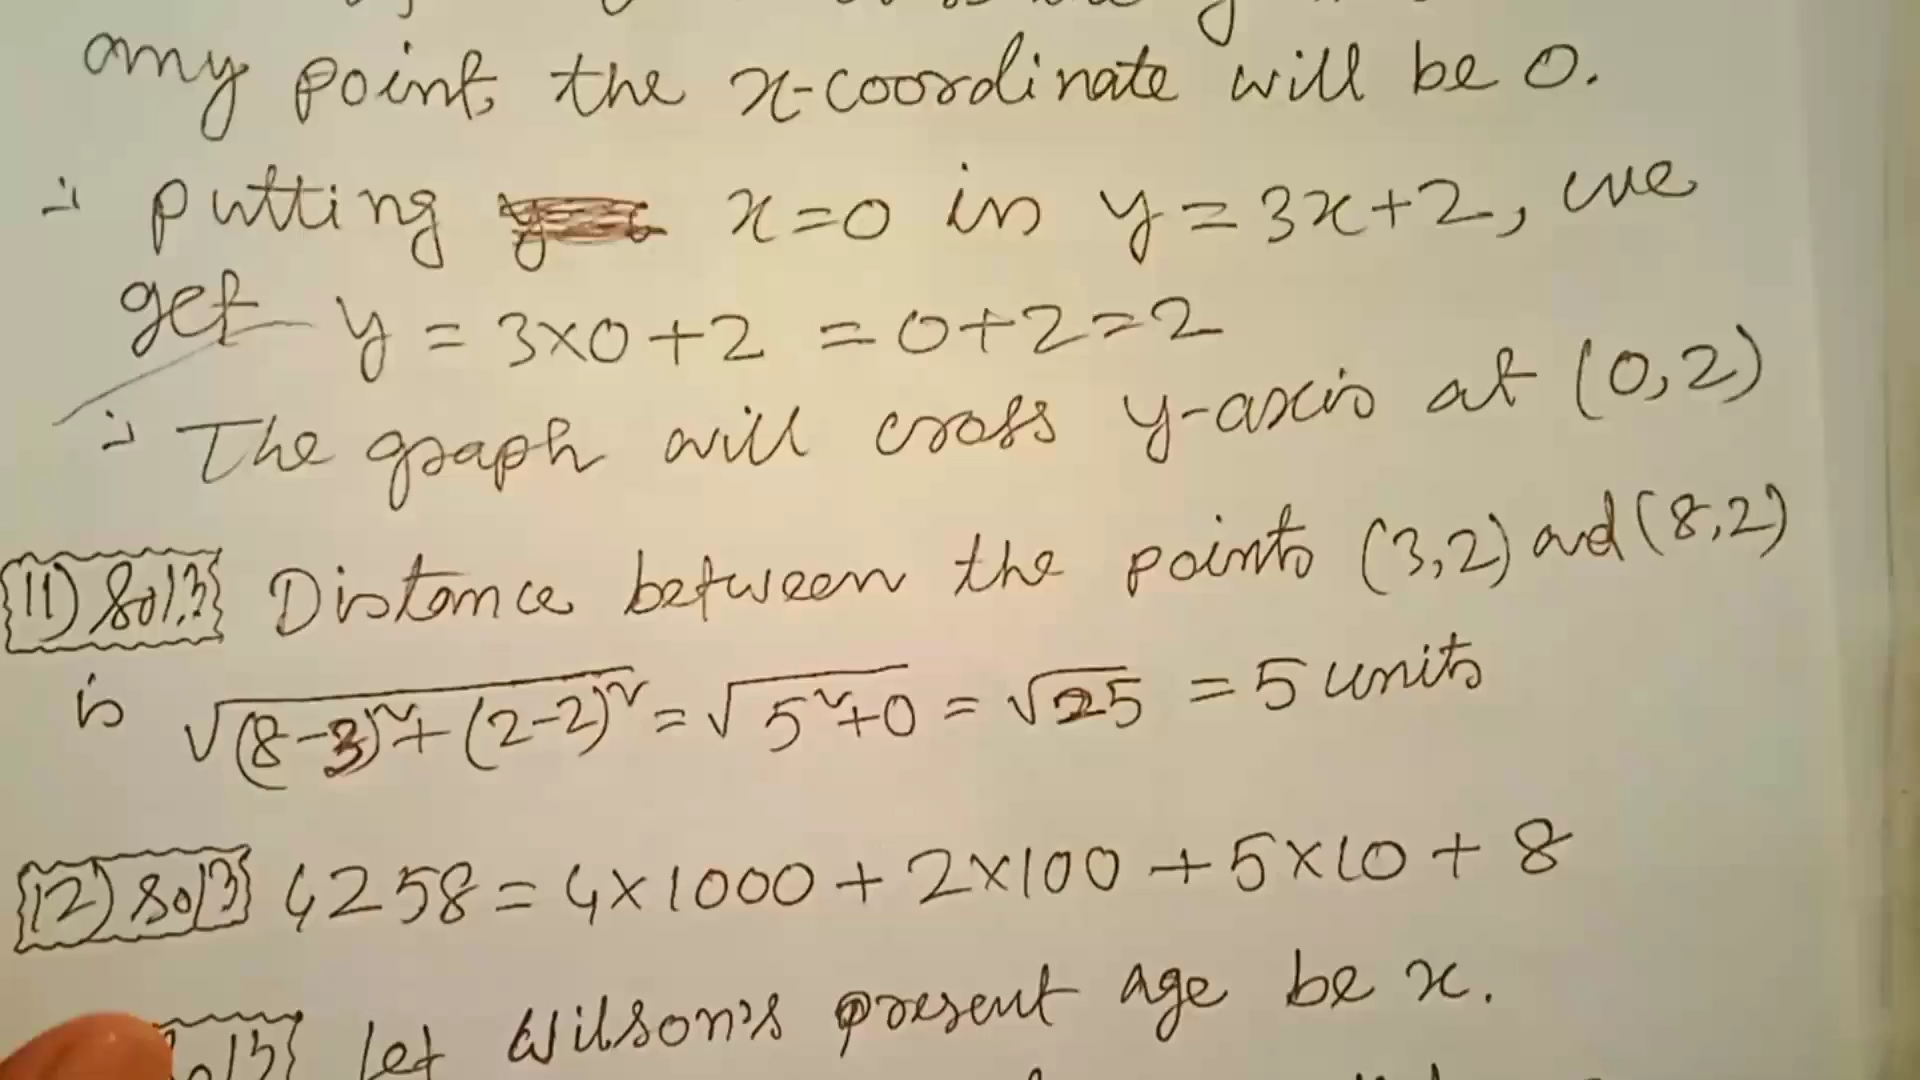 any point, the x-coordinate will be 0.
∴ putting x=0 in y=3x+2, we
get y = 3×0+2 = 0+2=2
∴ The graph will cross y-axis at (0,2)
11) Sol: Distance between the points (3,2) and (8,2)
is √(8-3)²+(2-2)² = √5²+0 = √25 = 5 units
12) Sol: 4258 = 4×1000 + 2×100 + 5×10 + 8
Let Wilson's present age be x.